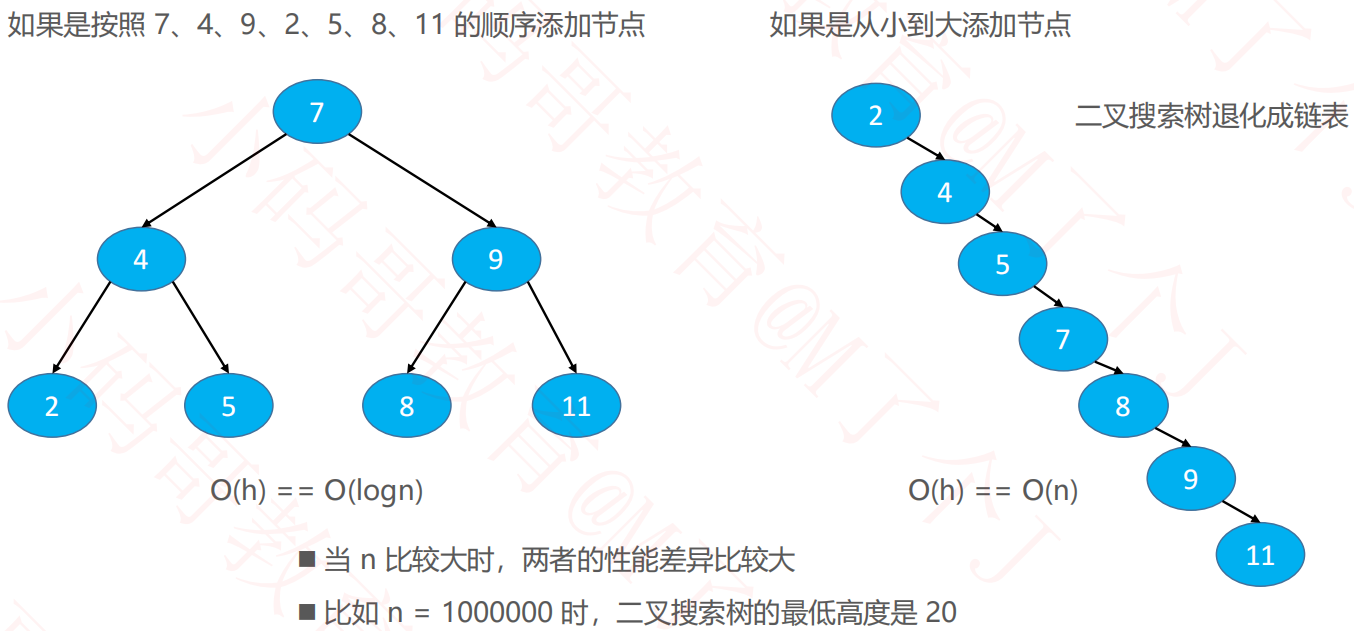 如果是按照 7、4、9、2、5、8、11 的顺序添加节点
7
4
9
2
5
8
11
O(h) == O(logn)
如果是从小到大添加节点
二叉搜索树退化成链表
2
4
5
7
8
9
11
O(h) == O(n)
■ 当 n 比较大时，两者的性能差异比较大
■ 比如 n = 1000000 时，二叉搜索树的最低高度是 20
小码哥教育@M了个J
小码哥教育@M了个J